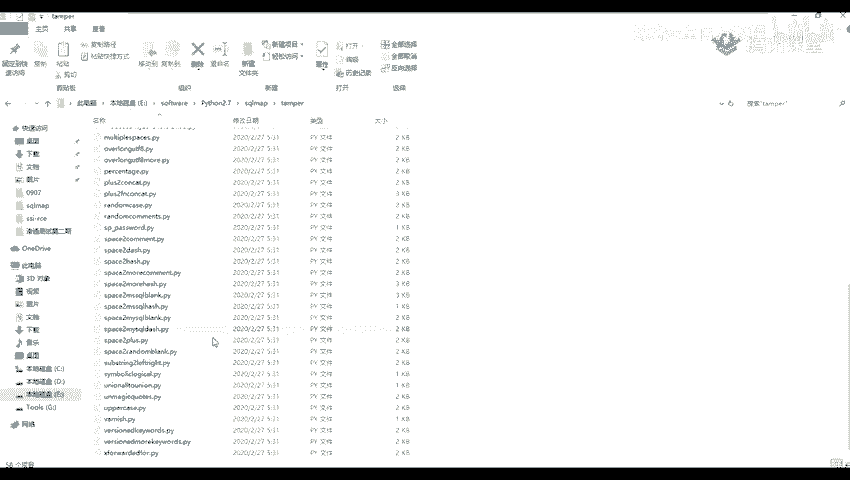 tamper
主页 共享 查看
复制路径
粘贴快捷方式
剪切
固定到快速访问 复制 粘贴
移动到 复制到 删除 重命名
新建文件夹
新建项目
轻松访问
属性
打开
编辑
历史记录
全部选择
全部取消
反向选择
剪贴板 组织 新建 打开 选择
此电脑 本地磁盘 (E:) software Python2.7 sqlmap tamper
搜索"tamper"
名称 修改日期 类型 大小
快速访问
桌面
下载
文档
图片
0907
sqlmap
OneDrive
此电脑
3D 对象
视频
图片
文档
下载
音乐
桌面
本地磁盘 (C:)
本地磁盘 (D:)
本地磁盘 (E:)
Tools (G:)
网络
multiplespaces.py 2020/2/27 5:31 PY 文件 2 KB
overlongutf8.py 2020/2/27 5:31 PY 文件 2 KB
overlongutf8more.py 2020/2/27 5:31 PY 文件 2 KB
percentage.py 2020/2/27 5:31 PY 文件 2 KB
plus2concat.py 2020/2/27 5:31 PY 文件 2 KB
plus2fnconcat.py 2020/2/27 5:31 PY 文件 3 KB
randomcase.py 2020/2/27 5:31 PY 文件 2 KB
randomcomments.py 2020/2/27 5:31 PY 文件 2 KB
sp_password.py 2020/2/27 5:31 PY 文件 1 KB
space2comment.py 2020/2/27 5:31 PY 文件 2 KB
space2dash.py 2020/2/27 5:31 PY 文件 2 KB
space2hash.py 2020/2/27 5:31 PY 文件 2 KB
space2morecomment.py 2020/2/27 5:31 PY 文件 2 KB
space2morehash.py 2020/2/27 5:31 PY 文件 3 KB
space2mssqlblank.py 2020/2/27 5:31 PY 文件 3 KB
space2mssqlhash.py 2020/2/27 5:31 PY 文件 1 KB
space2mysqlblank.py 2020/2/27 5:31 PY 文件 2 KB
space2mysqldash.py 2020/2/27 5:31 PY 文件 2 KB
space2plus.py 2020/2/27 5:31 PY 文件 2 KB
space2randomblank.py 2020/2/27 5:31 PY 文件 2 KB
substring2leftright.py 2020/2/27 5:31 PY 文件 2 KB
symboliclogical.py 2020/2/27 5:31 PY 文件 1 KB
unionalltounion.py 2020/2/27 5:31 PY 文件 1 KB
unmagicquotes.py 2020/2/27 5:31 PY 文件 2 KB
uppercase.py 2020/2/27 5:31 PY 文件 2 KB
varnish.py 2020/2/27 5:31 PY 文件 1 KB
versionedkeywords.py 2020/2/27 5:31 PY 文件 2 KB
versionedmorekeywords.py 2020/2/27 5:31 PY 文件 2 KB
xforwardedfor.py 2020/2/27 5:31 PY 文件 2 KB